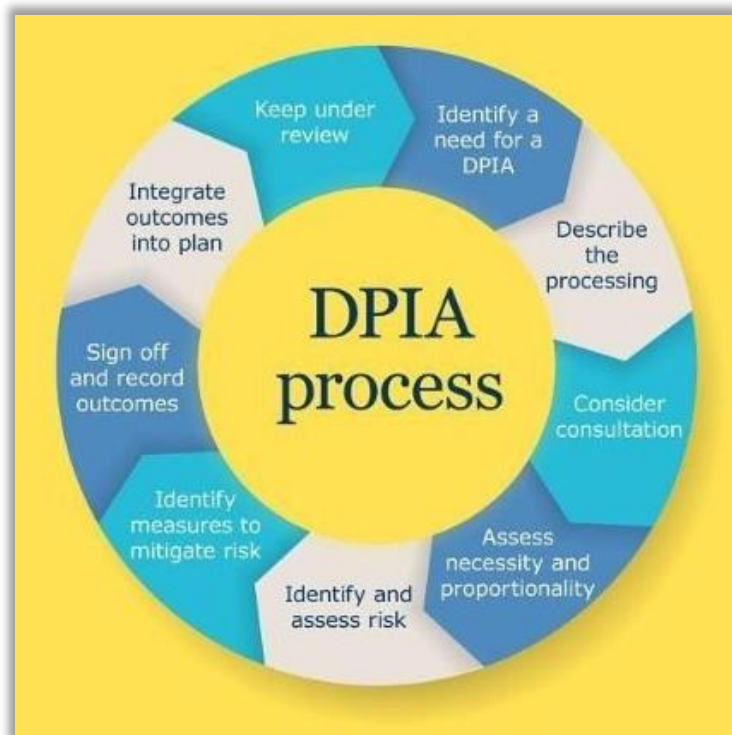 DPIA
process
Identify a
need for a
DPIA
Describe
the
processing
Consider
consultation
Assess
necessity and
proportionality
Identify and
assess risk
Identify
measures to
mitigate risk
Sign off
and record
outcomes
Integrate
outcomes
into plan
Keep under
review